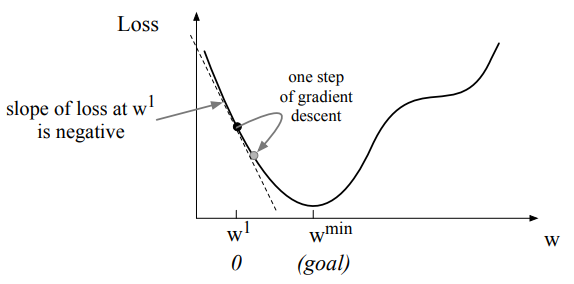 Loss
one step
of gradient
descent
slope of loss at w¹
is negative
w¹
wᵐⁱⁿ
w
0
(goal)